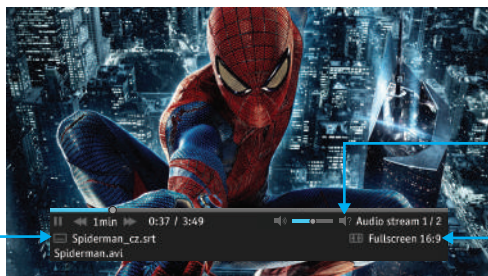 1min 0:37 / 3:49 ? Audio stream 1 / 2
Spiderman_cz.srt Fullscreen 16:9
Spiderman.avi